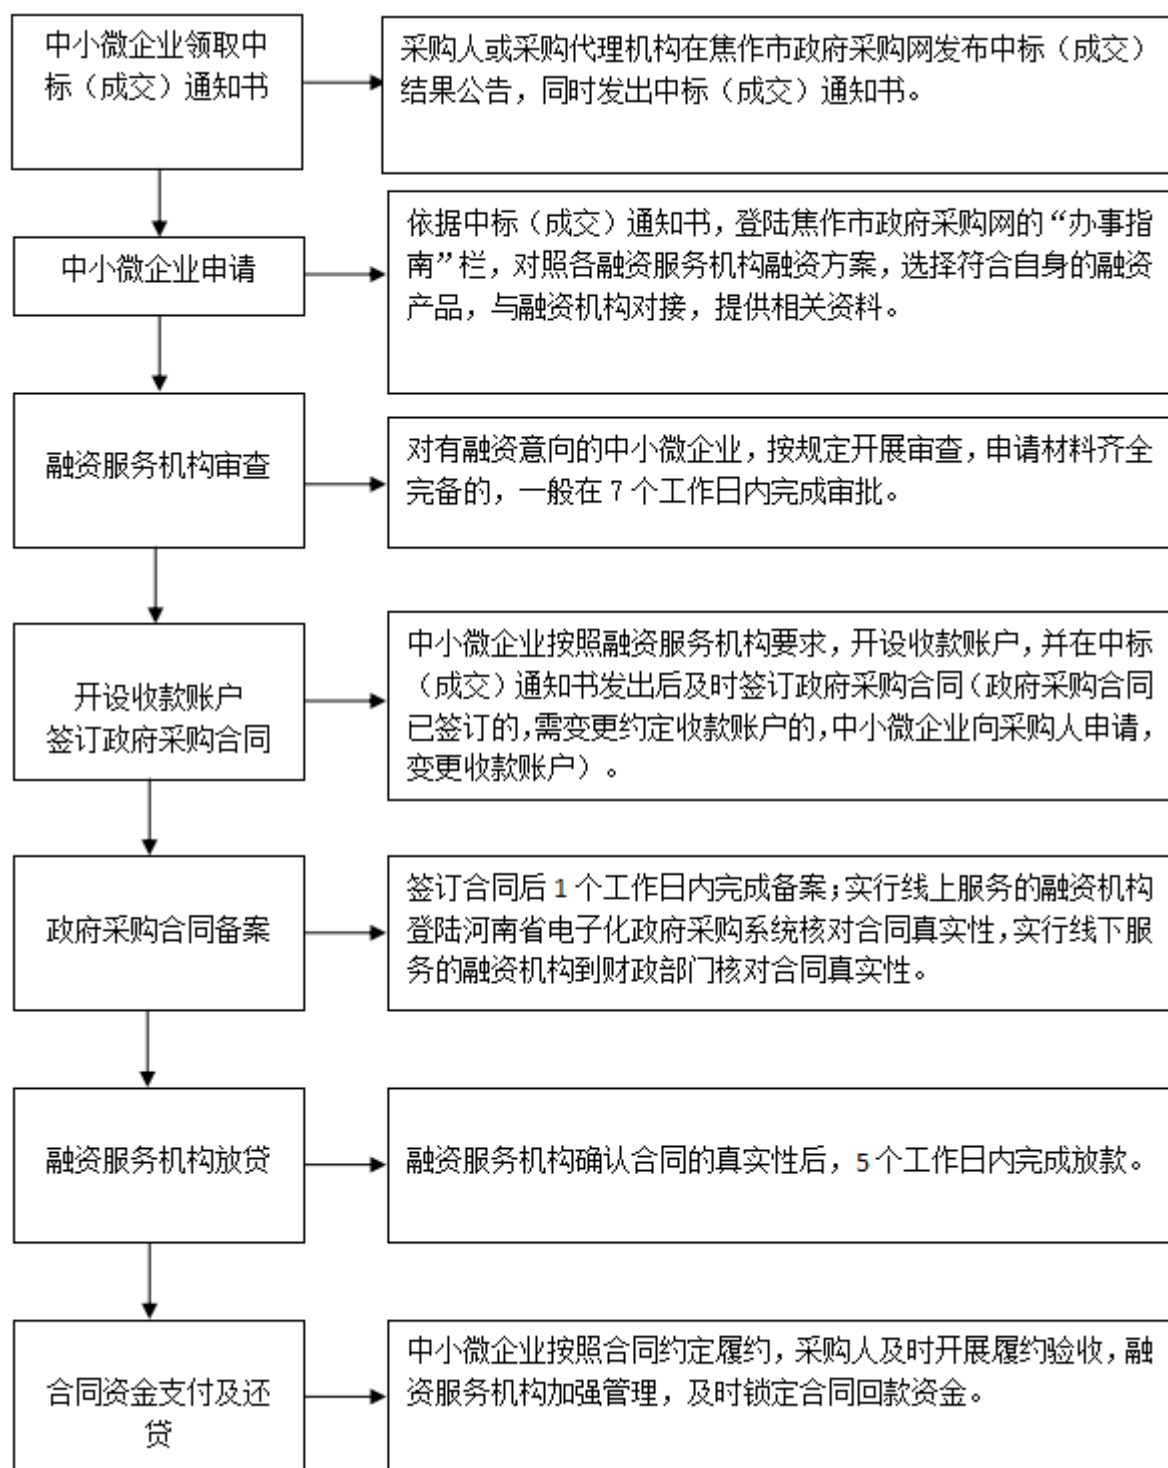 中小微企业领取中
标（成交）通知书
采购人或采购代理机构在焦作市政府采购网发布中标（成交）
结果公告，同时发出中标（成交）通知书。
中小微企业申请
依据中标（成交）通知书，登陆焦作市政府采购网的“办事指
南”栏，对照各融资服务机构融资方案，选择符合自身的融资
产品，与融资机构对接，提供相关资料。
融资服务机构审查
对有融资意向的中小微企业，按规定开展审查，申请材料齐全
完备的，一般在 7 个工作日内完成审批。
开设收款账户
签订政府采购合同
中小微企业按照融资服务机构要求，开设收款账户，并在中标
（成交）通知书发出后及时签订政府采购合同（政府采购合同
已签订的，需变更约定收款账户的，中小微企业向采购人申请，
变更收款账户）。
政府采购合同备案
签订合同后 1 个工作日内完成备案；实行线上服务的融资机构
登陆河南省电子化政府采购系统核对合同真实性，实行线下服
务的融资机构到财政部门核对合同真实性。
融资服务机构放贷
融资服务机构确认合同的真实性后，5 个工作日内完成放款。
合同资金支付及还
贷
中小微企业按照合同约定履约，采购人及时开展履约验收，融
资服务机构加强管理，及时锁定合同回款资金。